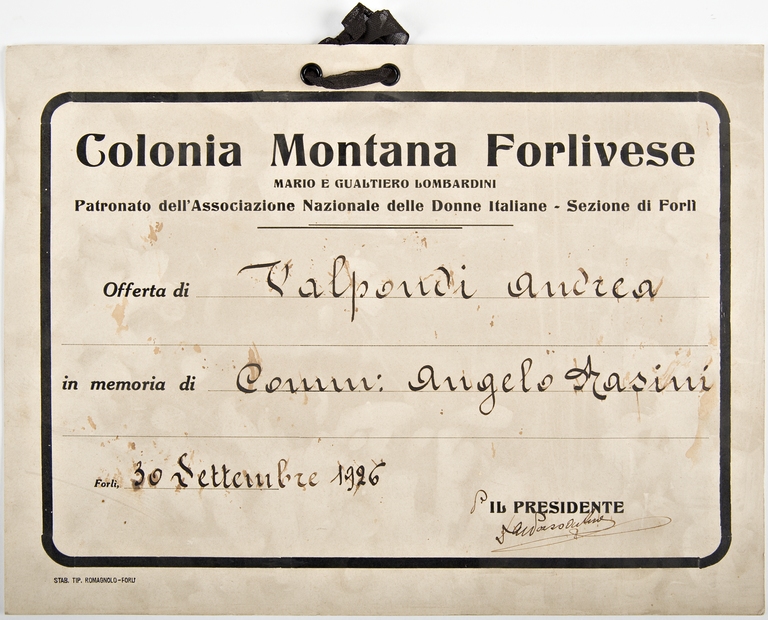 Colonia Montana Forlivese
MARIO E GUALTIERO LOMBARDINI
Patronato dell'Associazione Nazionale delle Donne Italiane - Sezione di Forlì
Offerta di Valpondi Andrea
in memoria di Comm: Angelo Masini
Forlì, 30 Settembre 1926
P. IL PRESIDENTE
STAB. TIP. ROMAGNOLO-FORLÌ